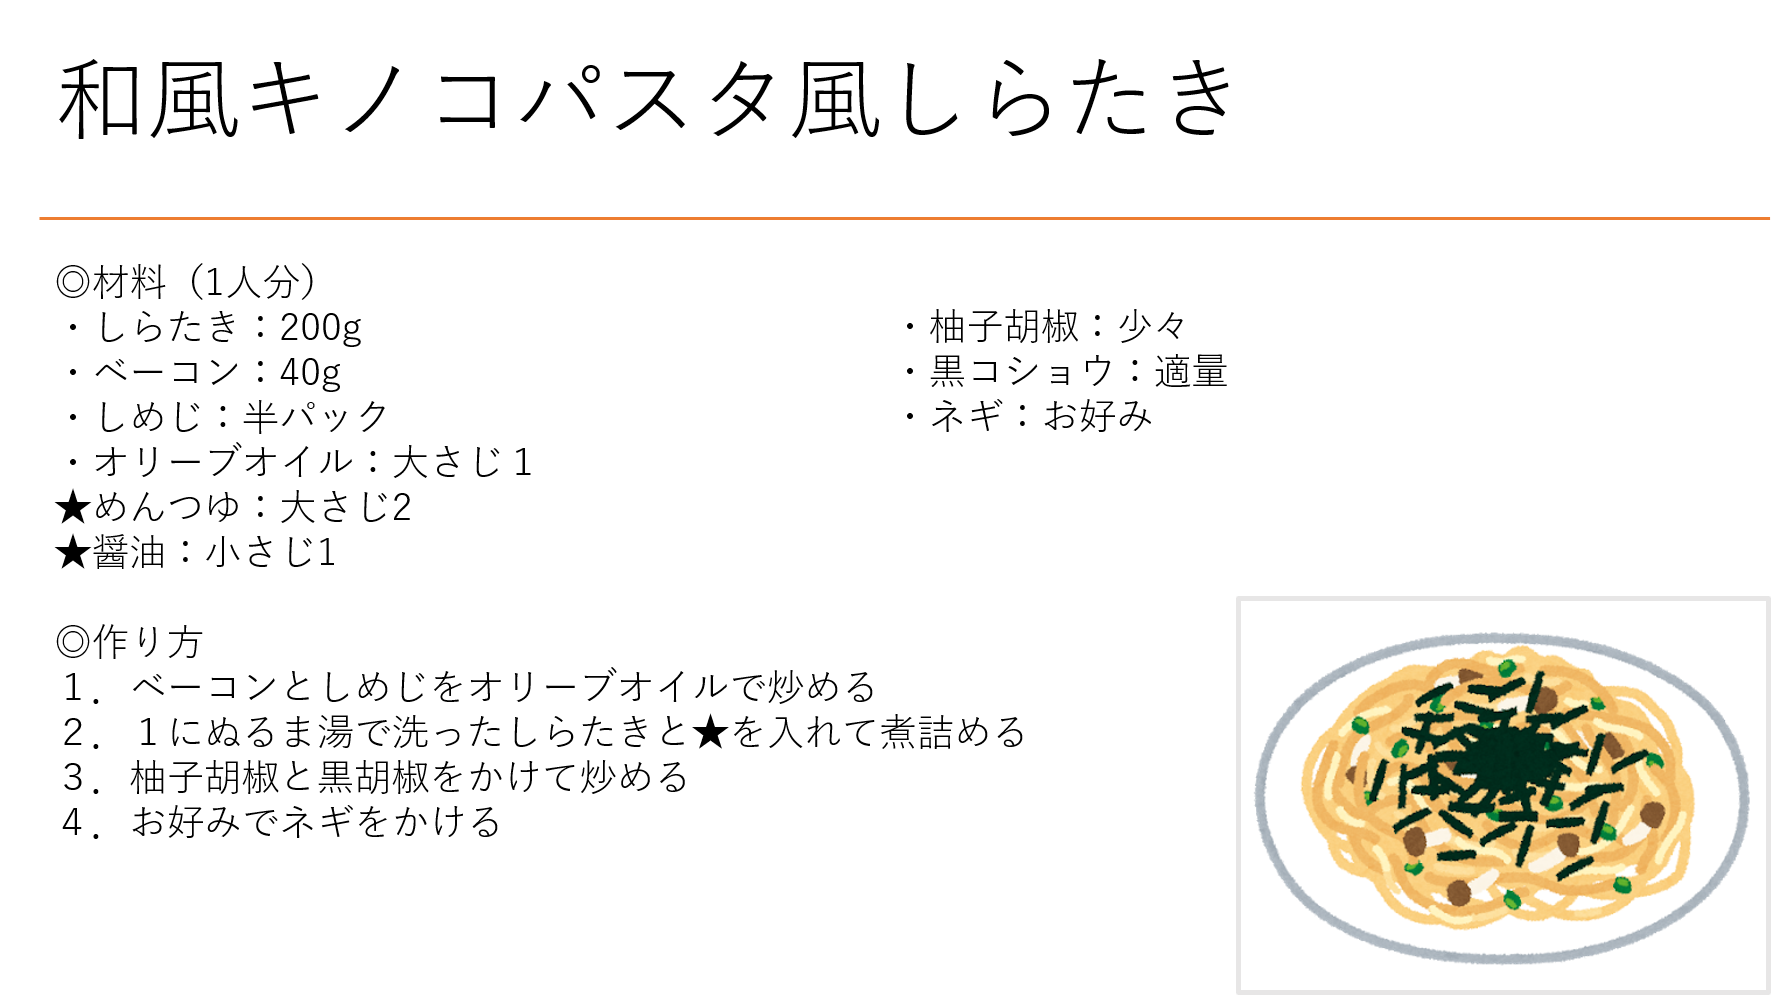 和風キノコパスタ風しらたき
◎材料（1人分）
・しらたき：200g
・ベーコン：40g
・しめじ：半パック
・オリーブオイル：大さじ１
★めんつゆ：大さじ2
★醤油：小さじ1
・柚子胡椒：少々
・黒コショウ：適量
・ネギ：お好み
◎作り方
１．ベーコンとしめじをオリーブオイルで炒める
２．１にぬるま湯で洗ったしらたきと★を入れて煮詰める
３．柚子胡椒と黒胡椒をかけて炒める
４．お好みでネギをかける